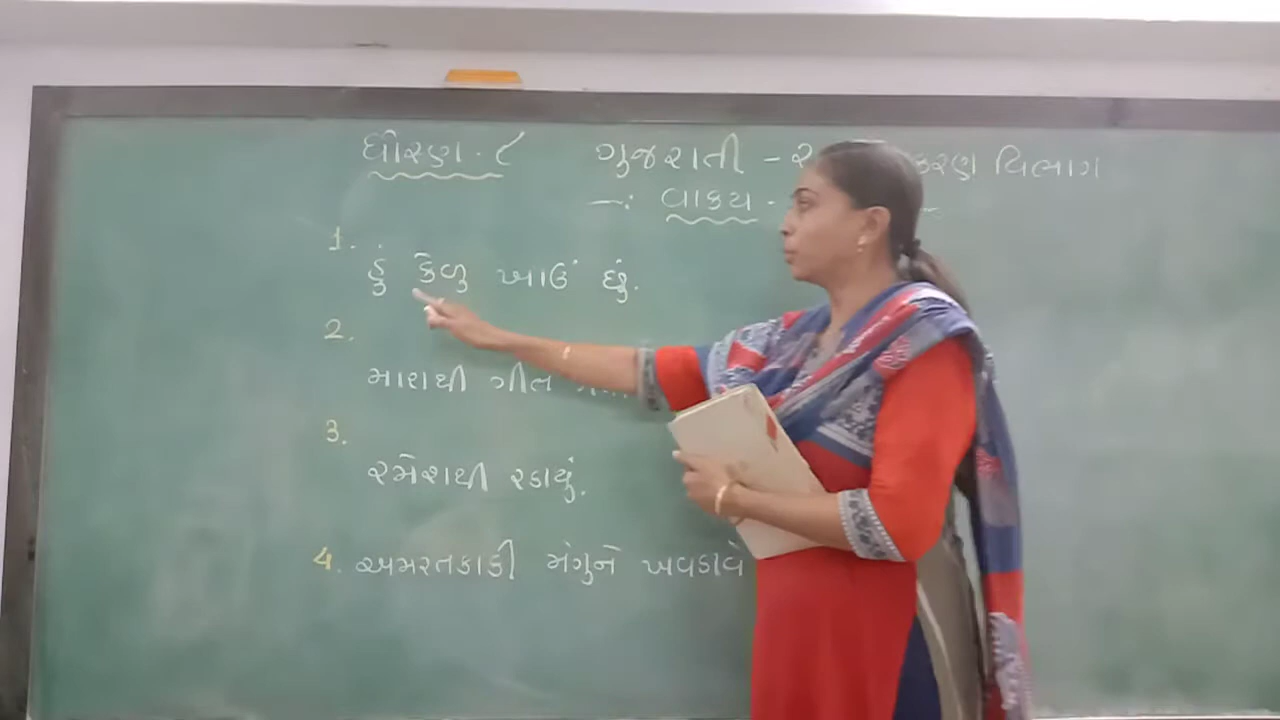 ધોરણ. ૮ ગુજરાતી - કરણ વિભાગ
–: વાક્ય -
1.
હું કેળુ ખાઉં છું.
2.
મારાથી ગીત
3.
રમેશથી રડાયું.
4. અમરતકાકી મંગુને ખવડાવે